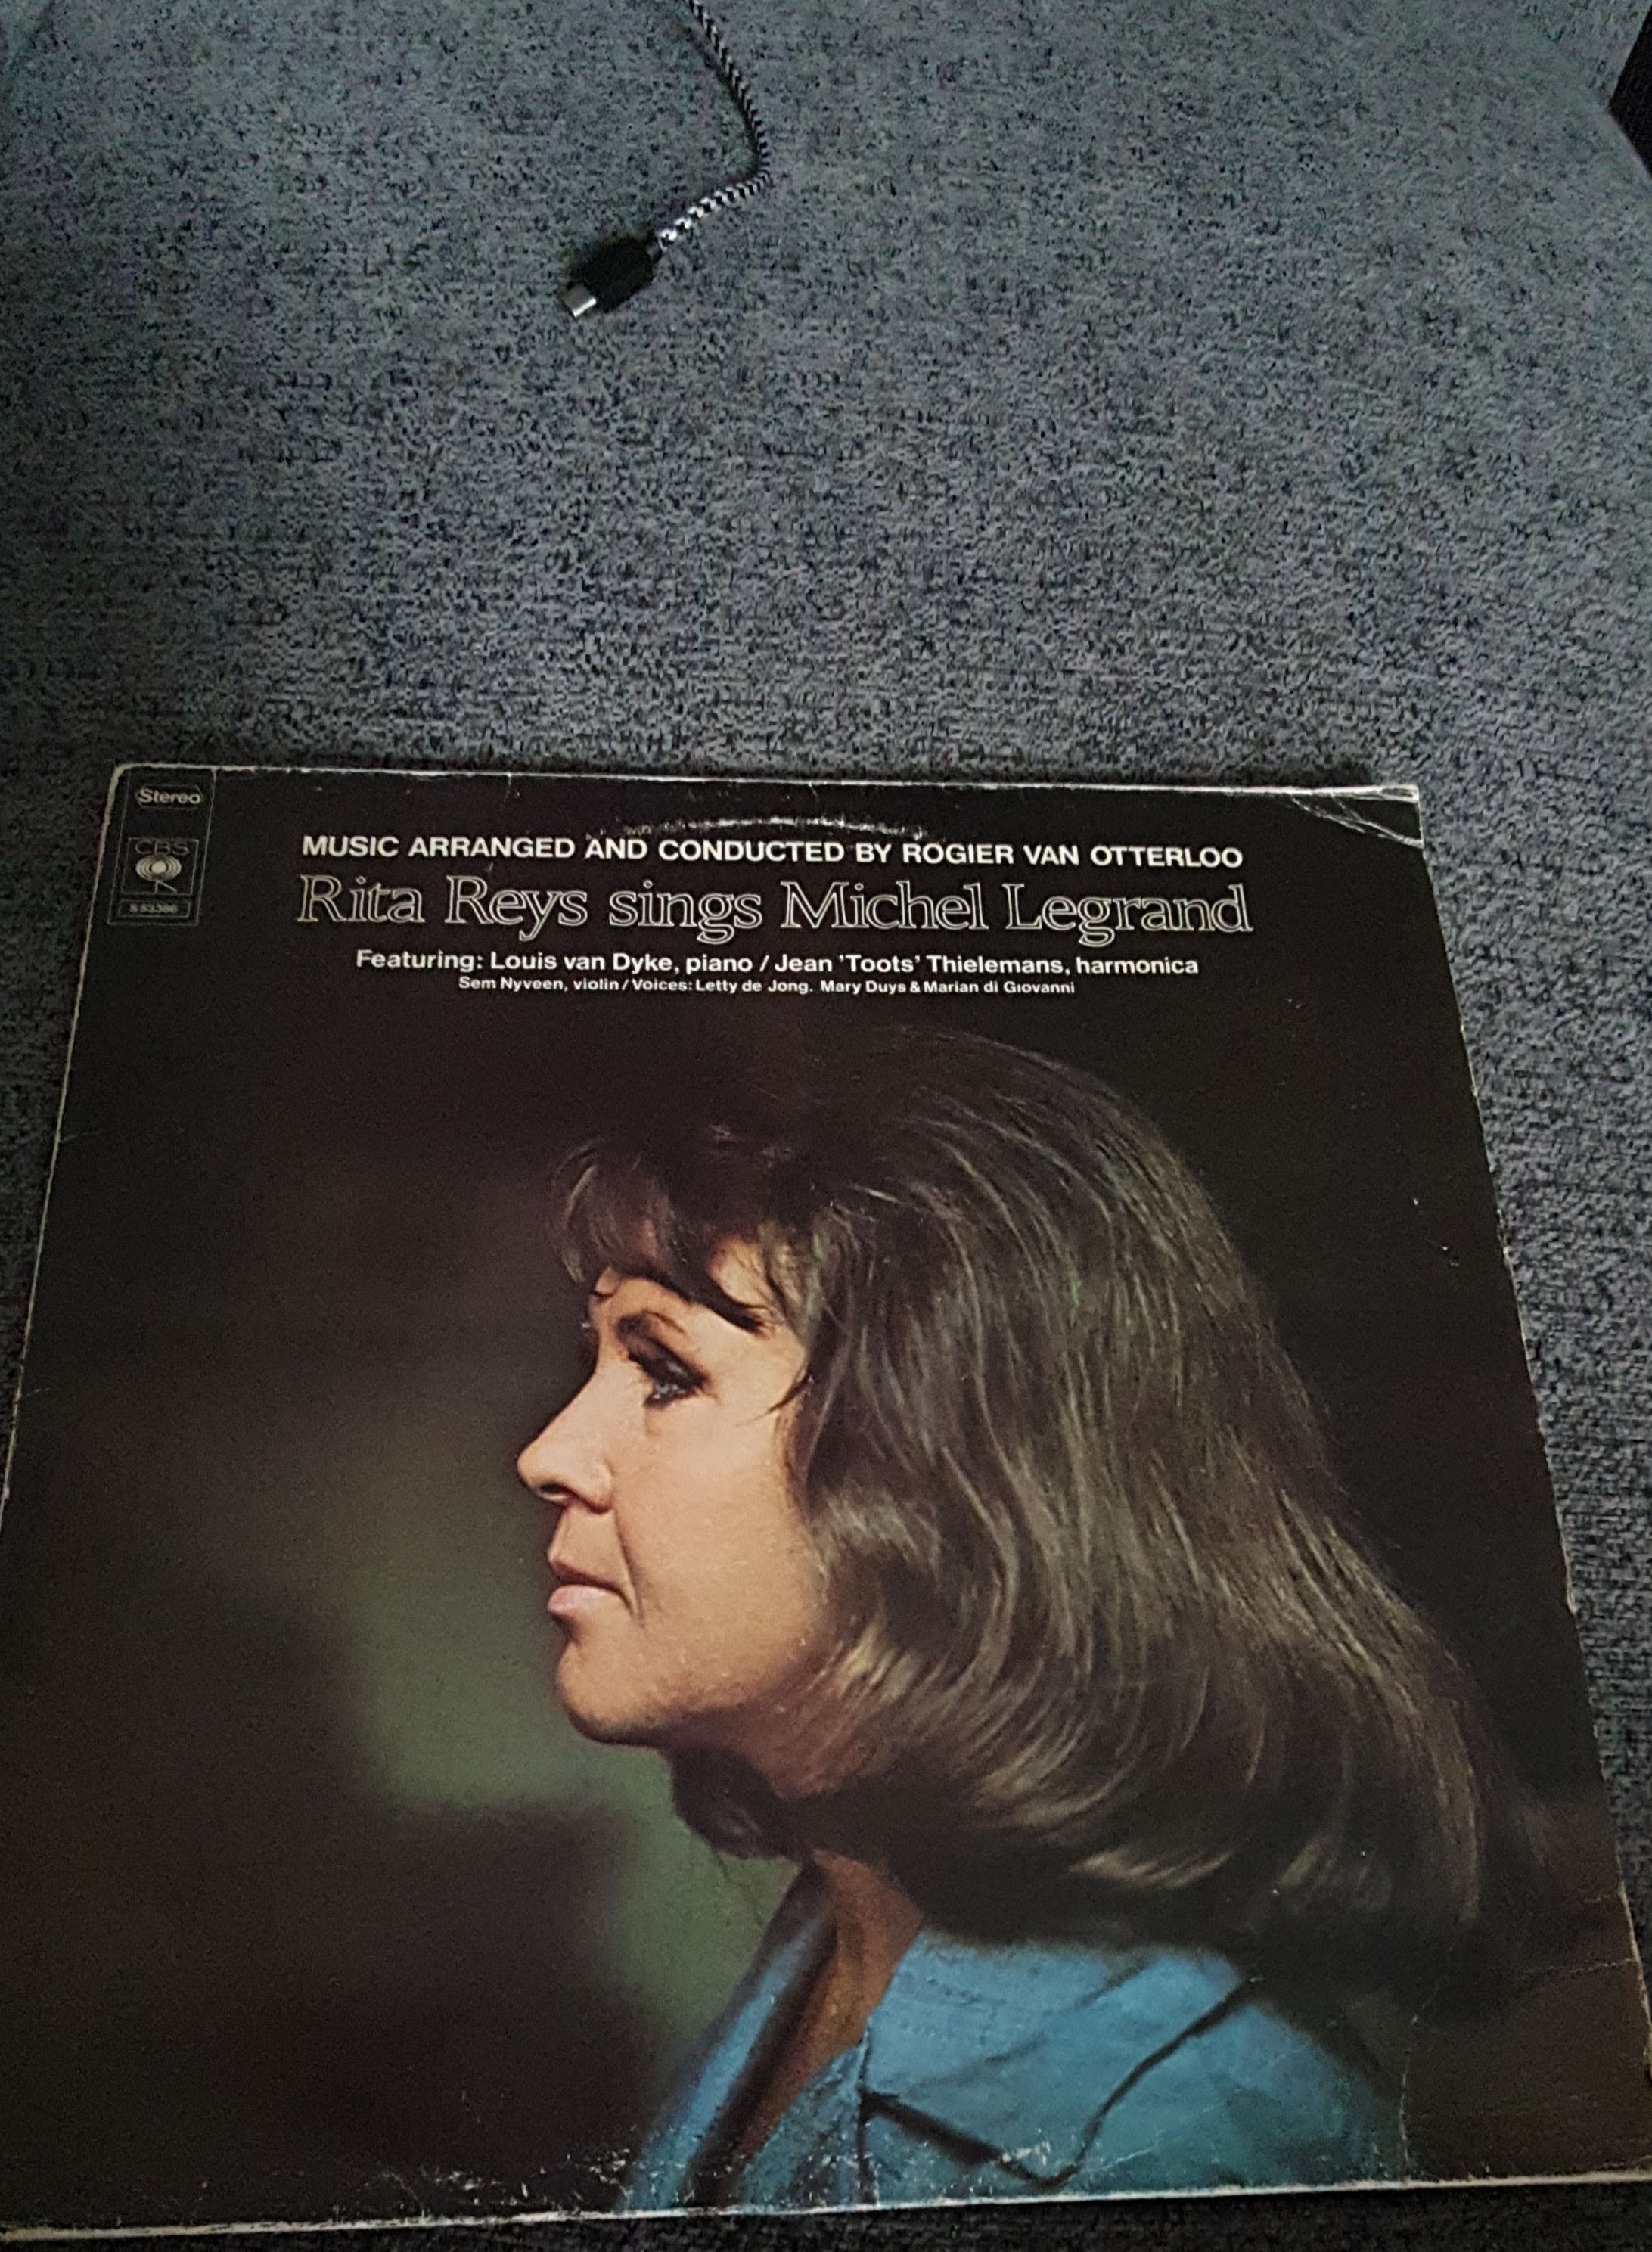 Stereo
CBS
S 53386
MUSIC ARRANGED AND CONDUCTED BY ROGIER VAN OTTERLOO
Rita Reys sings Michel Legrand
Featuring: Louis van Dyke, piano / Jean 'Toots' Thielemans, harmonica
Sem Nyveen, violin / Voices: Letty de Jong. Mary Duys & Marian di Giovanni